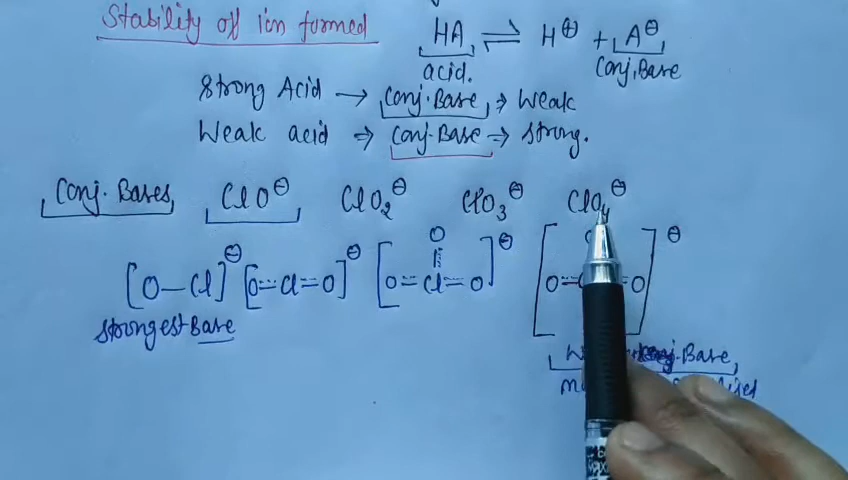 Stability of ion formed
HA ⇌ H⊕ + A⊖
acid. Conj. Base
Strong Acid → Conj. Base → Weak
Weak acid → Conj. Base → Strong.
Conj. Bases, ClO⊖ ClO₂⊖ ClO₃⊖ ClO₄⊖
O
[O—Cl]⊖ [O=Cl=O]⊖ [O=Cl=O]⊖ [O= =O]⊖
strongest Base
Conj. Base,